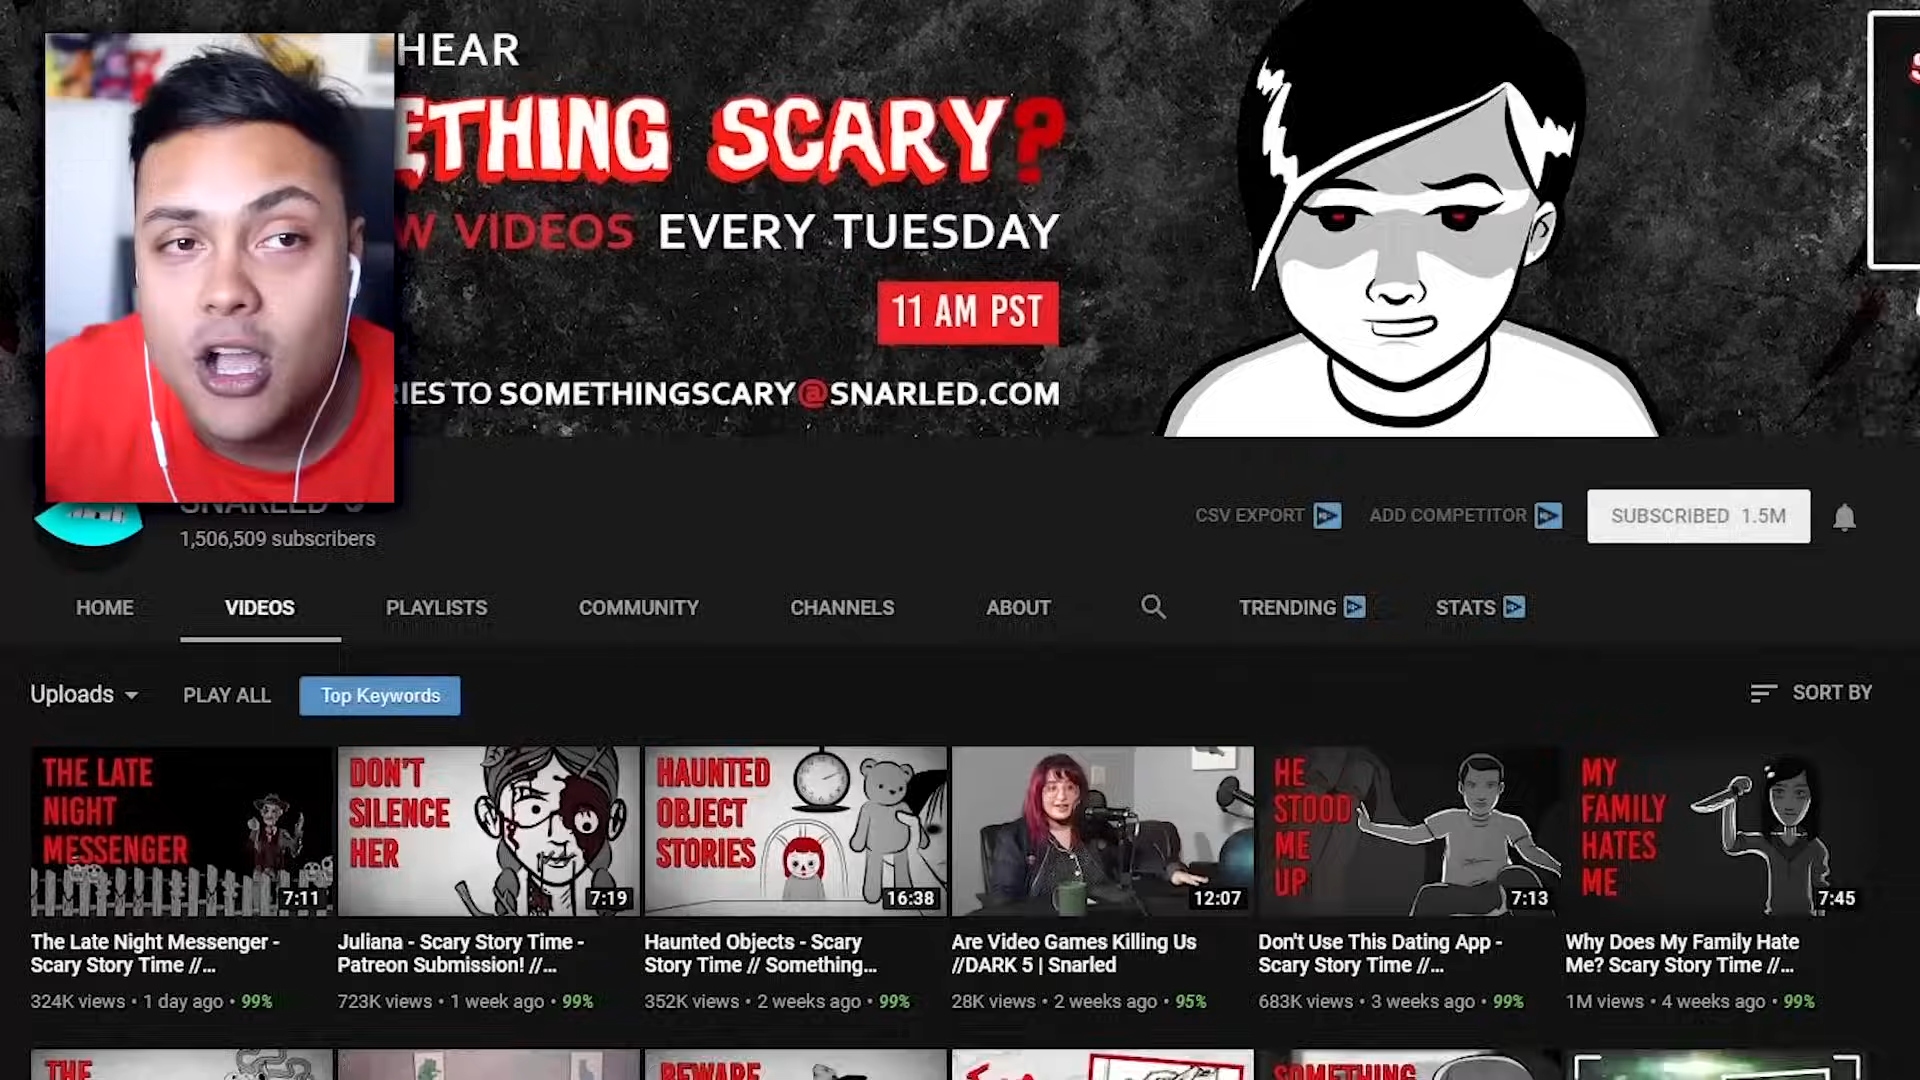 HEAR
ETHING SCARY?
W VIDEOS EVERY TUESDAY
11 AM PST
RIES TO SOMETHINGSCARY@SNARLED.COM
SNARLED
1,506,509 subscribers
CSV EXPORT
ADD COMPETITOR
SUBSCRIBED 1.5M
HOME
VIDEOS
PLAYLISTS
COMMUNITY
CHANNELS
ABOUT
TRENDING
STATS
Uploads
PLAY ALL
Top Keywords
SORT BY
THE LATE
NIGHT
MESSENGER
7:11
DON'T
SILENCE
HER
7:19
HAUNTED
OBJECT
STORIES
16:38
12:07
HE
STOOD
ME
UP
7:13
MY
FAMILY
HATES
ME
7:45
The Late Night Messenger -
Scary Story Time //...
324K views • 1 day ago • 99%
Juliana - Scary Story Time -
Patreon Submission! //...
723K views • 1 week ago • 99%
Haunted Objects - Scary
Story Time // Something...
352K views • 2 weeks ago • 99%
Are Video Games Killing Us
//DARK 5 | Snarled
28K views • 2 weeks ago • 95%
Don't Use This Dating App -
Scary Story Time //...
683K views • 3 weeks ago • 99%
Why Does My Family Hate
Me? Scary Story Time //...
1M views • 4 weeks ago • 99%
THE
BEWARE
SOMETHING